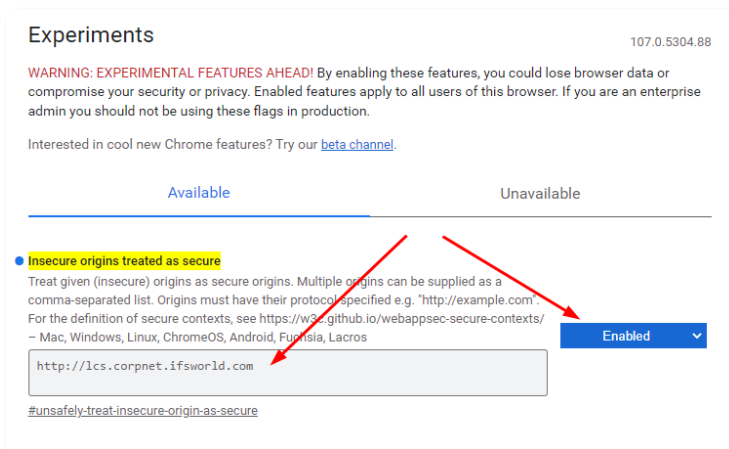 Experiments
107.0.5304.88
WARNING: EXPERIMENTAL FEATURES AHEAD! By enabling these features, you could lose browser data or
compromise your security or privacy. Enabled features apply to all users of this browser. If you are an enterprise
admin you should not be using these flags in production.
Interested in cool new Chrome features? Try our beta channel.
Available
Unavailable
Insecure origins treated as secure
Treat given (insecure) origins as secure origins. Multiple origins can be supplied as a
comma-separated list. Origins must have their protocol specified e.g. "http://example.com".
For the definition of secure contexts, see https://w3c.github.io/webappsec-secure-contexts/
– Mac, Windows, Linux, ChromeOS, Android, Fuchsia, Lacros
Enabled
http://lcs.corpnet.ifsworld.com
#unsafely-treat-insecure-origin-as-secure